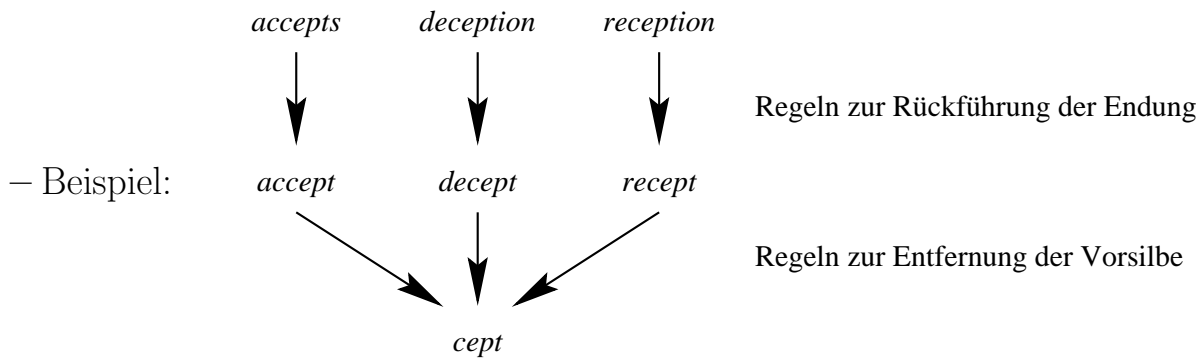 accepts deception reception
Regeln zur Rückführung der Endung
– Beispiel: accept decept recept
Regeln zur Entfernung der Vorsilbe
cept